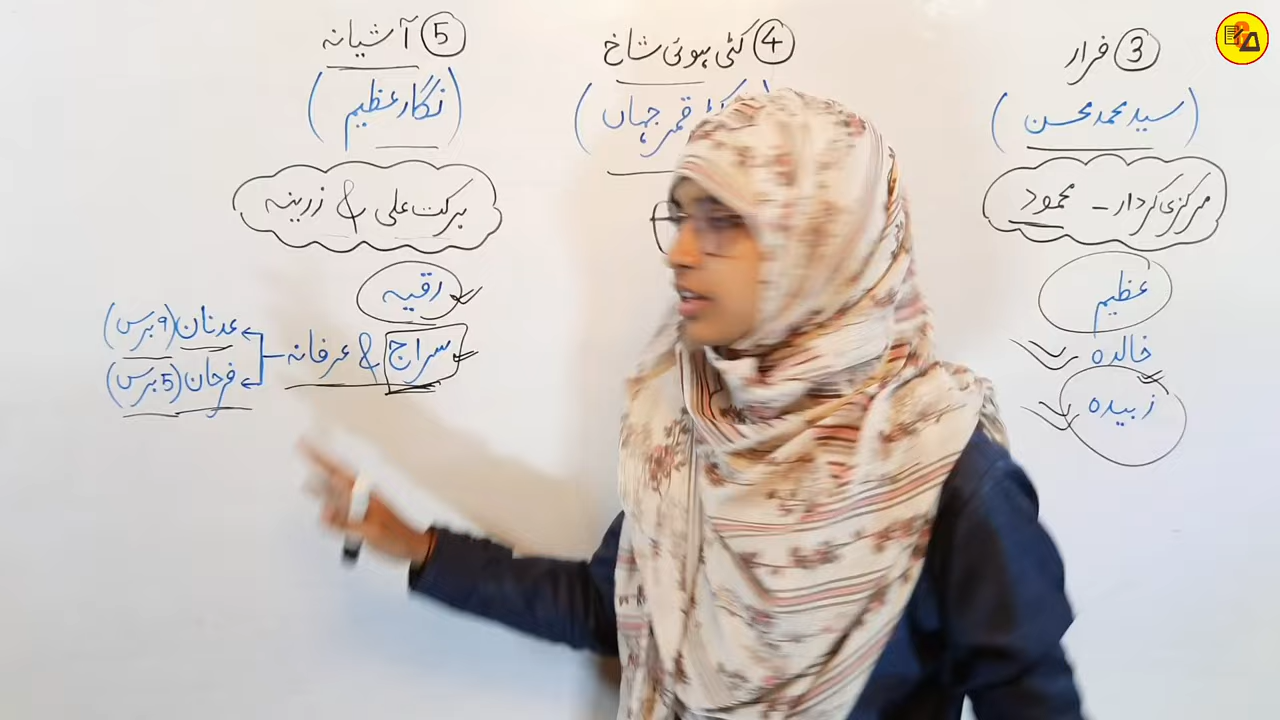 ③ فرار
(سید محمد محسن)
مرکزی کردار - محمود
عظیم
خالدہ
زبیدہ
④ کٹی ہوئی شاخ
قمر جہاں)
⑤ آشیانہ
(نگار عظیم)
برکت علی & زرینہ
رقیہ
سراج & عرفانہ
عدنان (۹ برس)
فرحان (5 برس)